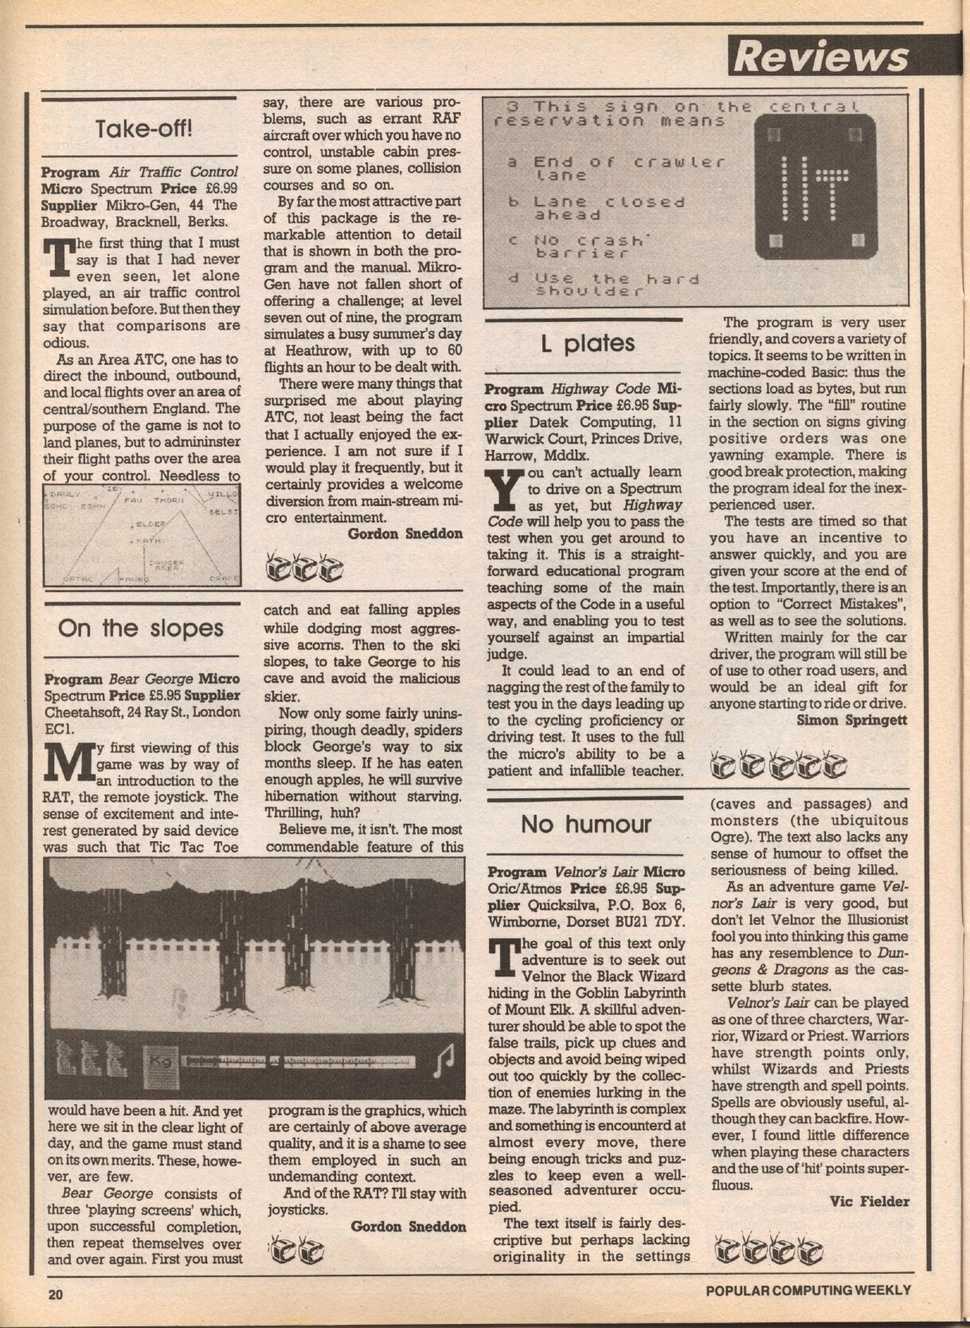 Reviews
Take-off!
Program Air Traffic Control
Micro Spectrum Price £6.99
Supplier Mikro-Gen, 44 The
Broadway, Bracknell, Berks.
The first thing that I must
say is that I had never
even seen, let alone
played, an air traffic control
simulation before. But then they
say that comparisons are
odious.
As an Area ATC, one has to
direct the inbound, outbound,
and local flights over an area of
central/southern England. The
purpose of the game is not to
land planes, but to admininster
their flight paths over the area
of your control. Needless to
say, there are various pro-
blems, such as errant RAF
aircraft over which you have no
control, unstable cabin pres-
sure on some planes, collision
courses and so on.
By far the most attractive part
of this package is the re-
markable attention to detail
that is shown in both the pro-
gram and the manual. Mikro-
Gen have not fallen short of
offering a challenge; at level
seven out of nine, the program
simulates a busy summer's day
at Heathrow, with up to 60
flights an hour to be dealt with.
There were many things that
surprised me about playing
ATC, not least being the fact
that I actually enjoyed the ex-
perience. I am not sure if I
would play it frequently, but it
certainly provides a welcome
diversion from main-stream mi-
cro entertainment.
Gordon Sneddon
On the slopes
Program Bear George Micro
Spectrum Price £5.95 Supplier
Cheetahsoft, 24 Ray St., London
EC1.
My first viewing of this
game was by way of
an introduction to the
RAT, the remote joystick. The
sense of excitement and inte-
rest generated by said device
was such that Tic Tac Toe
Kg
would have been a hit. And yet
here we sit in the clear light of
day, and the game must stand
on its own merits. These, howe-
ver, are few.
Bear George consists of
three 'playing screens' which,
upon successful completion,
then repeat themselves over
and over again. First you must
catch and eat falling apples
while dodging most aggres-
sive acorns. Then to the ski
slopes, to take George to his
cave and avoid the malicious
skier.
Now only some fairly unins-
piring, though deadly, spiders
block George's way to six
months sleep. If he has eaten
enough apples, he will survive
hibernation without starving.
Thrilling, huh?
Believe me, it isn't. The most
commendable feature of this
program is the graphics, which
are certainly of above average
quality, and it is a shame to see
them employed in such an
undemanding context.
And of the RAT? I'll stay with
joysticks.
Gordon Sneddon
3 This sign on the central
reservation means
a End of crawler
lane
b Lane closed
ahead
c No crash
barrier
d Use the hard
shoulder
L plates
Program Highway Code Mi-
cro Spectrum Price £6.95 Sup-
plier Datek Computing, 11
Warwick Court, Princes Drive,
Harrow, Mddlx.
You can't actually learn
to drive on a Spectrum
as yet, but Highway
Code will help you to pass the
test when you get around to
taking it. This is a straight-
forward educational program
teaching some of the main
aspects of the Code in a useful
way, and enabling you to test
yourself against an impartial
judge.
It could lead to an end of
nagging the rest of the family to
test you in the days leading up
to the cycling proficiency or
driving test. It uses to the full
the micro's ability to be a
patient and infallible teacher.
The program is very user
friendly, and covers a variety of
topics. It seems to be written in
machine-coded Basic: thus the
sections load as bytes, but run
fairly slowly. The "fill" routine
in the section on signs giving
positive orders was one
yawning example. There is
good break protection, making
the program ideal for the inex-
perienced user.
The tests are timed so that
you have an incentive to
answer quickly, and you are
given your score at the end of
the test. Importantly, there is an
option to "Correct Mistakes",
as well as to see the solutions.
Written mainly for the car
driver, the program will still be
of use to other road users, and
would be an ideal gift for
anyone starting to ride or drive.
Simon Springett
No humour
Program Velnor's Lair Micro
Oric/Atmos Price £6.95 Sup-
plier Quicksilva, P.O. Box 6,
Wimborne, Dorset BU21 7DY.
The goal of this text only
adventure is to seek out
Velnor the Black Wizard
hiding in the Goblin Labyrinth
of Mount Elk. A skillful adven-
turer should be able to spot the
false trails, pick up clues and
objects and avoid being wiped
out too quickly by the collec-
tion of enemies lurking in the
maze. The labyrinth is complex
and something is encounterd at
almost every move, there
being enough tricks and puz-
zles to keep even a well-
seasoned adventurer occu-
pied.
The text itself is fairly des-
criptive but perhaps lacking
originality in the settings
(caves and passages) and
monsters (the ubiquitous
Ogre). The text also lacks any
sense of humour to offset the
seriousness of being killed.
As an adventure game Vel-
nor's Lair is very good, but
don't let Velnor the Illusionist
fool you into thinking this game
has any resemblence to Dun-
geons & Dragons as the cas-
sette blurb states.
Velnor's Lair can be played
as one of three charcters, War-
rior, Wizard or Priest. Warriors
have strength points only,
whilst Wizards and Priests
have strength and spell points.
Spells are obviously useful, al-
though they can backfire. How-
ever, I found little difference
when playing these characters
and the use of 'hit' points super-
fluous.
Vic Fielder
20
POPULAR COMPUTING WEEKLY